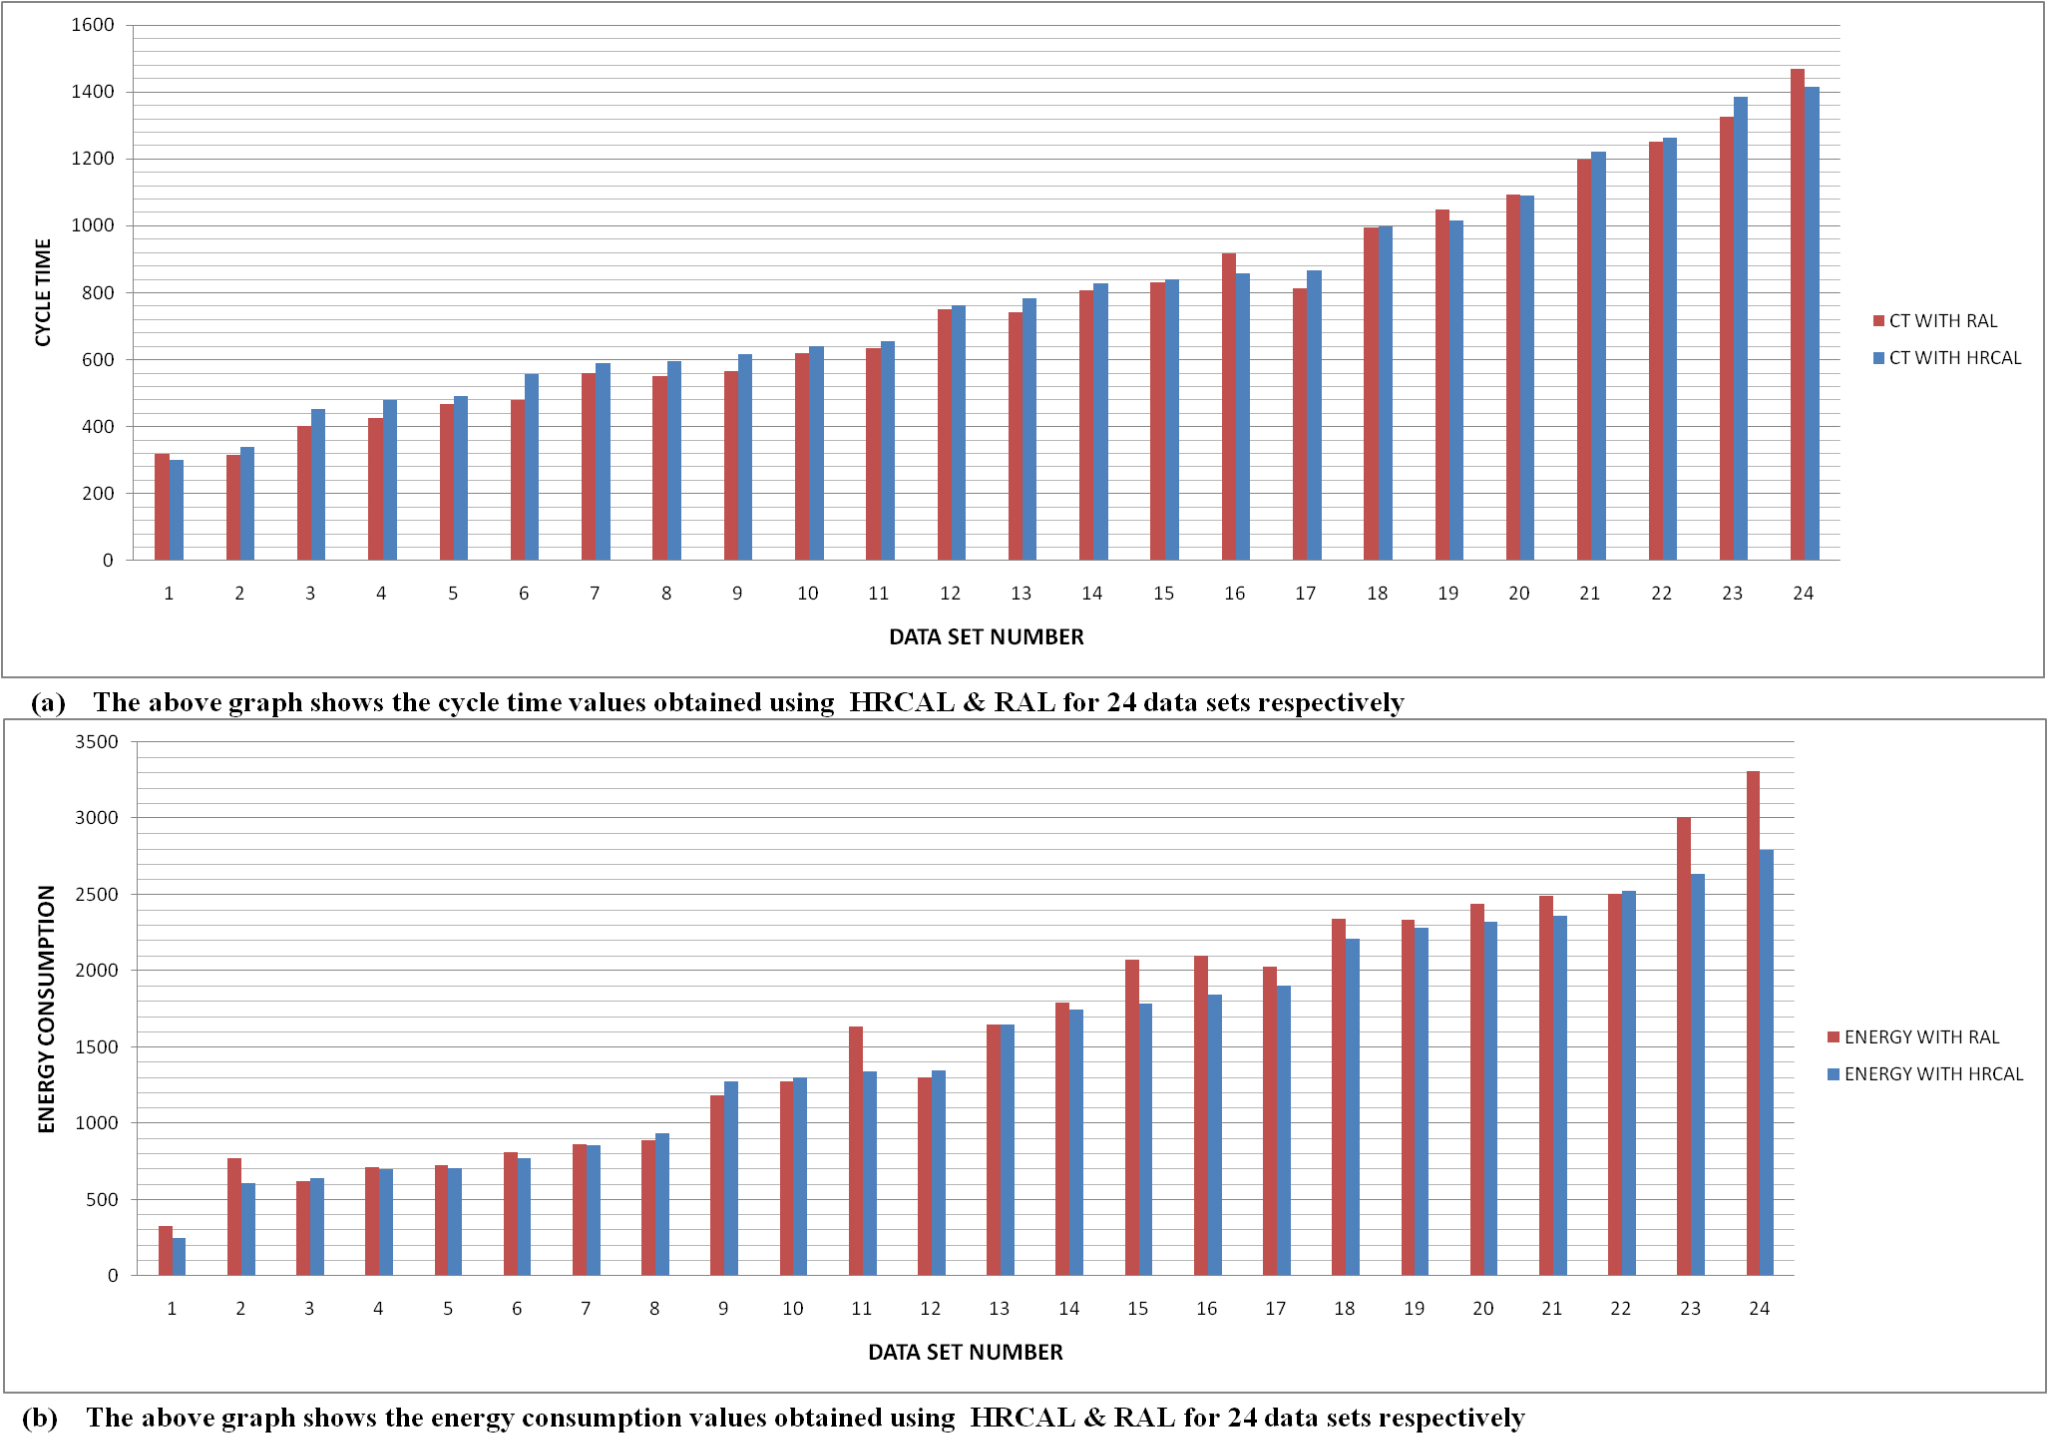 1600
1400
1200
1000
800
600
400
200
0
CYCLE TIME
1 2 3 4 5 6 7 8 9 10 11 12 13 14 15 16 17 18 19 20 21 22 23 24
DATA SET NUMBER
CT WITH RAL
CT WITH HRCAL
(a) The above graph shows the cycle time values obtained using HRCAL & RAL for 24 data sets respectively
3500
3000
2500
2000
1500
1000
500
0
ENERGY CONSUMPTION
1 2 3 4 5 6 7 8 9 10 11 12 13 14 15 16 17 18 19 20 21 22 23 24
DATA SET NUMBER
ENERGY WITH RAL
ENERGY WITH HRCAL
(b) The above graph shows the energy consumption values obtained using HRCAL & RAL for 24 data sets respectively